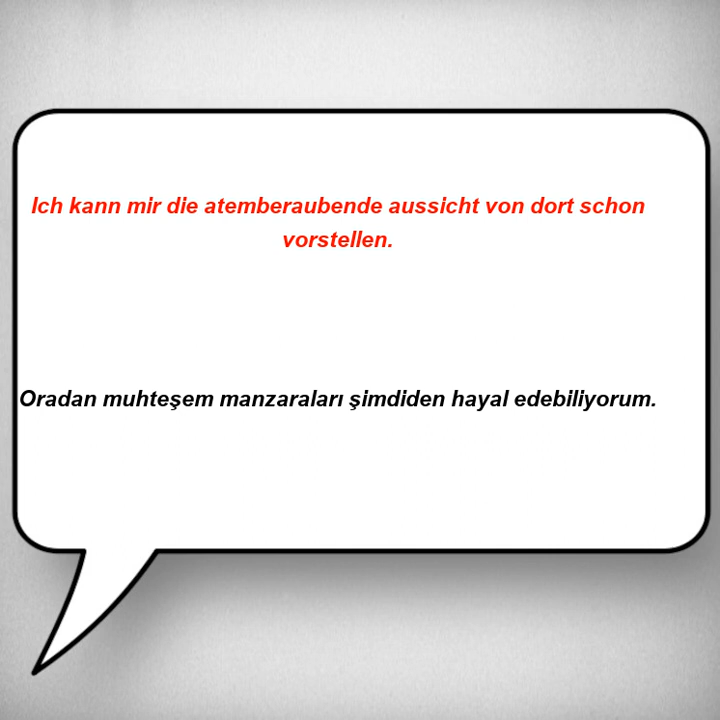 Ich kann mir die atemberaubende aussicht von dort schon
vorstellen.
Oradan muhteşem manzaraları şimdiden hayal edebiliyorum.